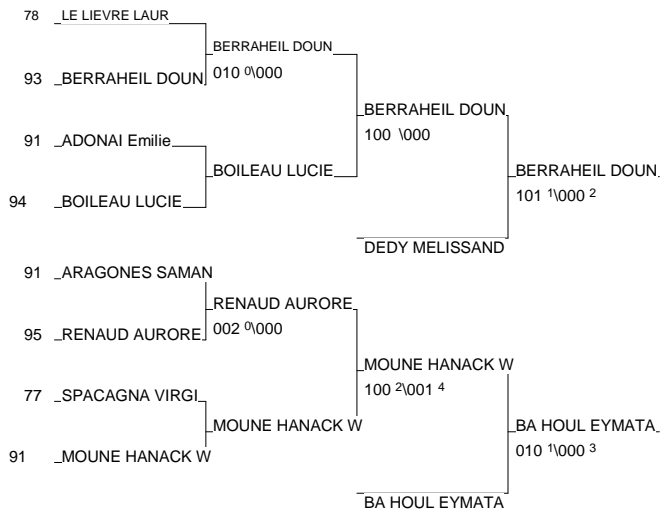 78 LE LIEVRE LAUR
BERRAHEIL DOUN
010 0\000
93 BERRAHEIL DOUN
BERRAHEIL DOUN
100 \000
91 ADONAI Emilie
BOILEAU LUCIE
BERRAHEIL DOUN
101 1\000 2
94 BOILEAU LUCIE
DEDY MELISSAND
91 ARAGONES SAMAN
RENAUD AURORE
002 0\000
95 RENAUD AURORE
MOUNE HANACK W
100 2\001 4
77 SPACAGNA VIRGI
MOUNE HANACK W
BA HOUL EYMATA
010 1\000 3
91 MOUNE HANACK W
BA HOUL EYMATA